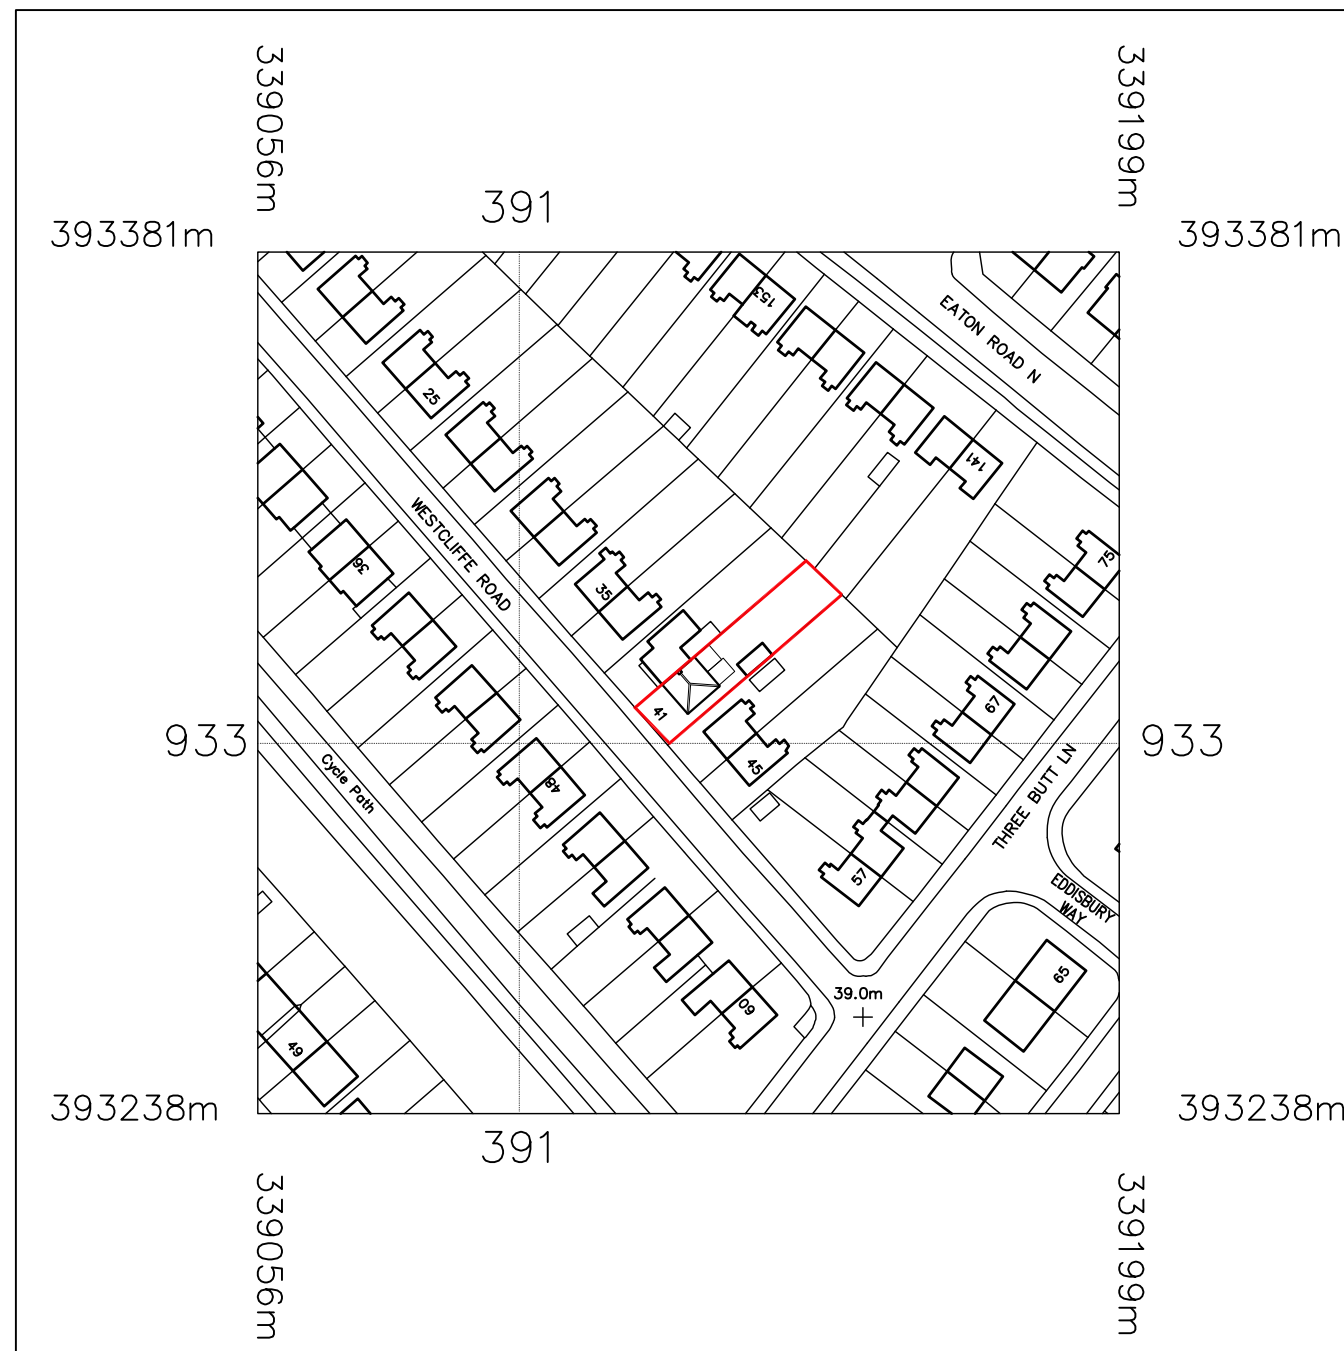 339056m
339199m
391
393381m
393381m
153
EATON ROAD N
25
141
WESTCLIFFE ROAD
75
36
35
67
41
933
933
45
Cycle Path
48
THREE BUTT LN
57
EDDISBURY
WAY
65
39.0m
60
49
393238m
393238m
391
339056m
339199m